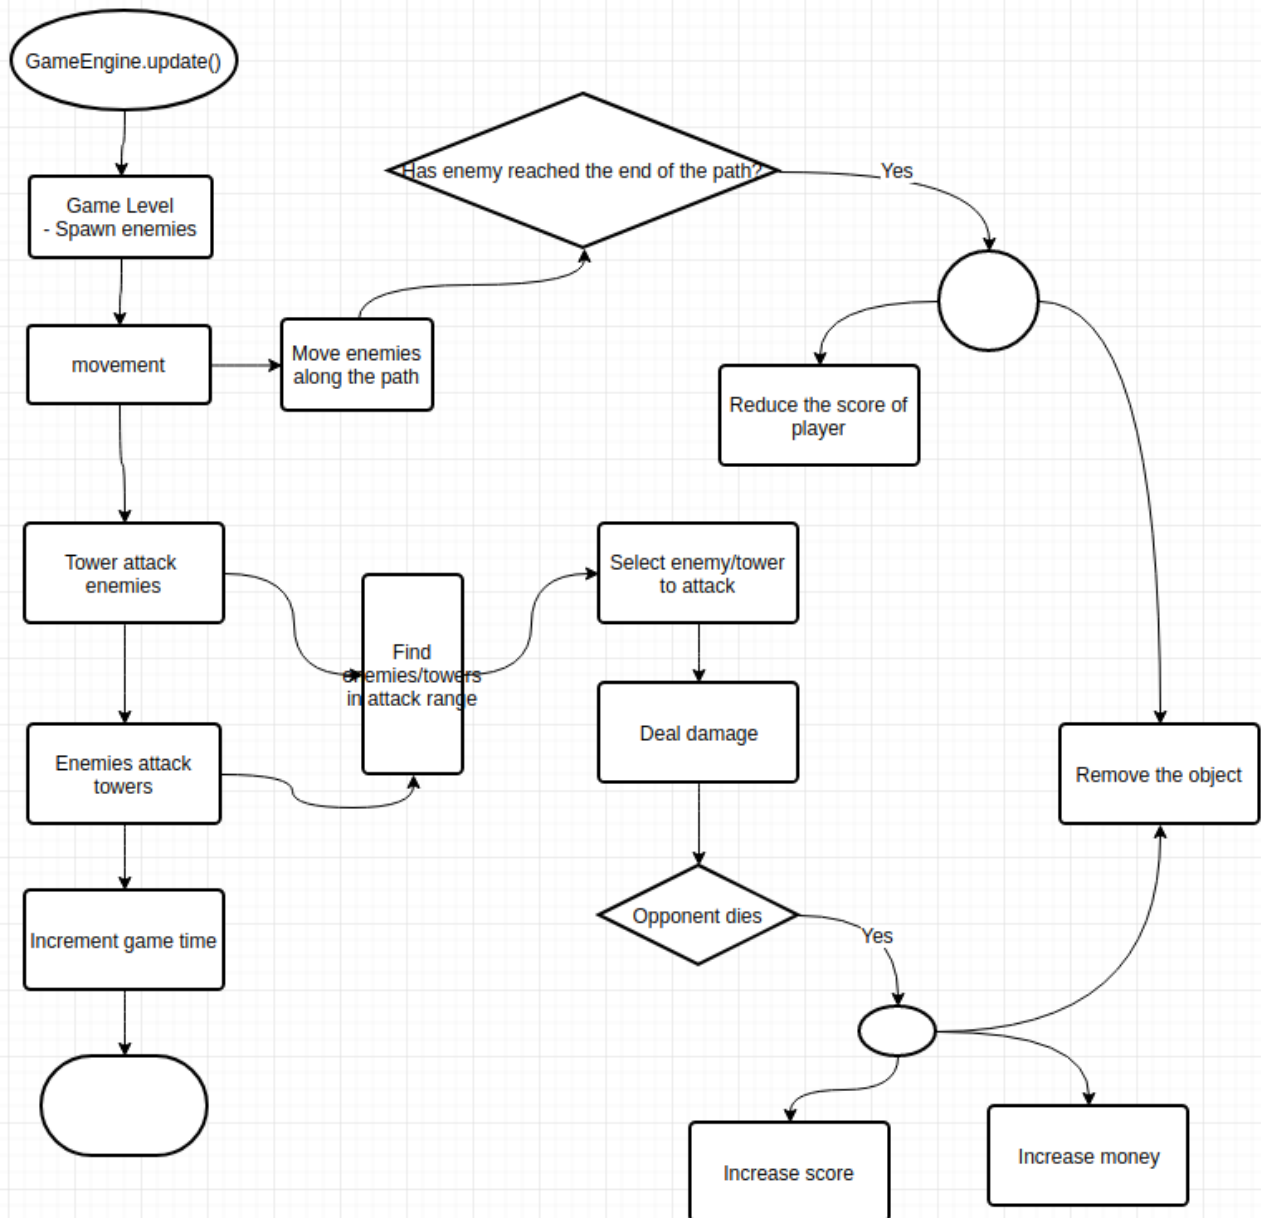 GameEngine.update()
Game Level
- Spawn enemies
Has enemy reached the end of the path?
Yes
movement
Move enemies
along the path
Reduce the score of
player
Tower attack
enemies
Find
enemies/towers
in attack range
Select enemy/tower
to attack
Deal damage
Enemies attack
towers
Remove the object
Increment game time
Opponent dies
Yes
Increase score
Increase money